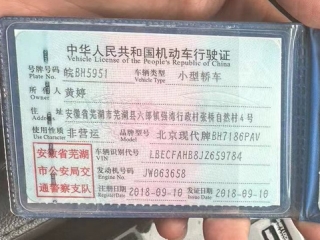 中华人民共和国机动车行驶证
Vehicle License of the People's Republic of China
号牌号码 皖BH5951 车辆类型 小型轿车
Plate No. Vehicle Type
所有人 黄婷
Owner
住址 安徽省芜湖市芜湖县六郎镇强湾行政村张桥自然村4号
Address
使用性质 非营运 品牌型号 北京现代牌BH7186PAV
Use Character Model
安徽省芜湖 车辆识别代号 LBECFAHB8JZ659784
VIN
市公安局交 发动机号码 JW063658
Engine No.
通警察支队 注册日期 2018-09-10 发证日期 2018-09-10
Register Date Issue Date